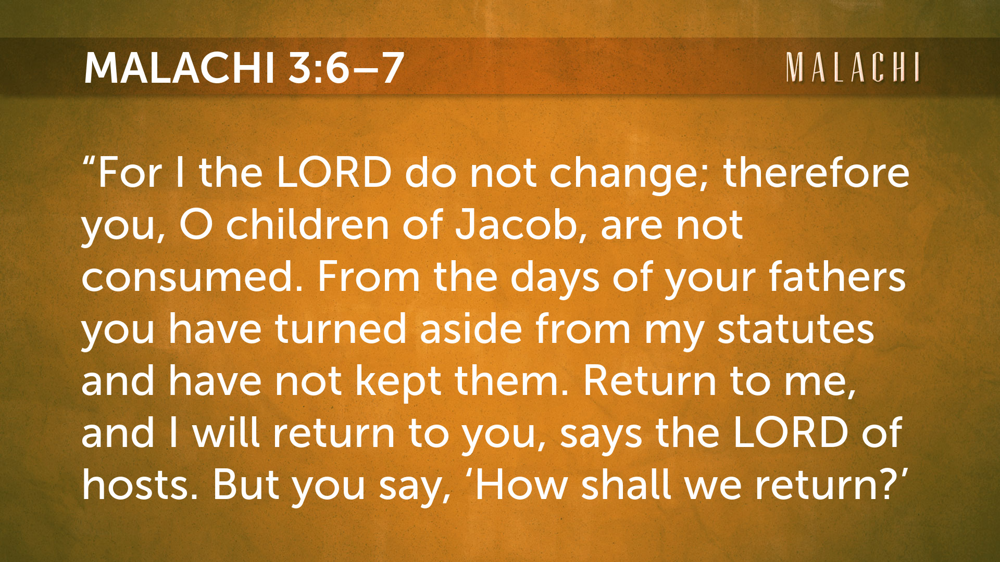 MALACHI 3:6–7
MALACHI
“For I the LORD do not change; therefore
you, O children of Jacob, are not
consumed. From the days of your fathers
you have turned aside from my statutes
and have not kept them. Return to me,
and I will return to you, says the LORD of
hosts. But you say, ‘How shall we return?’